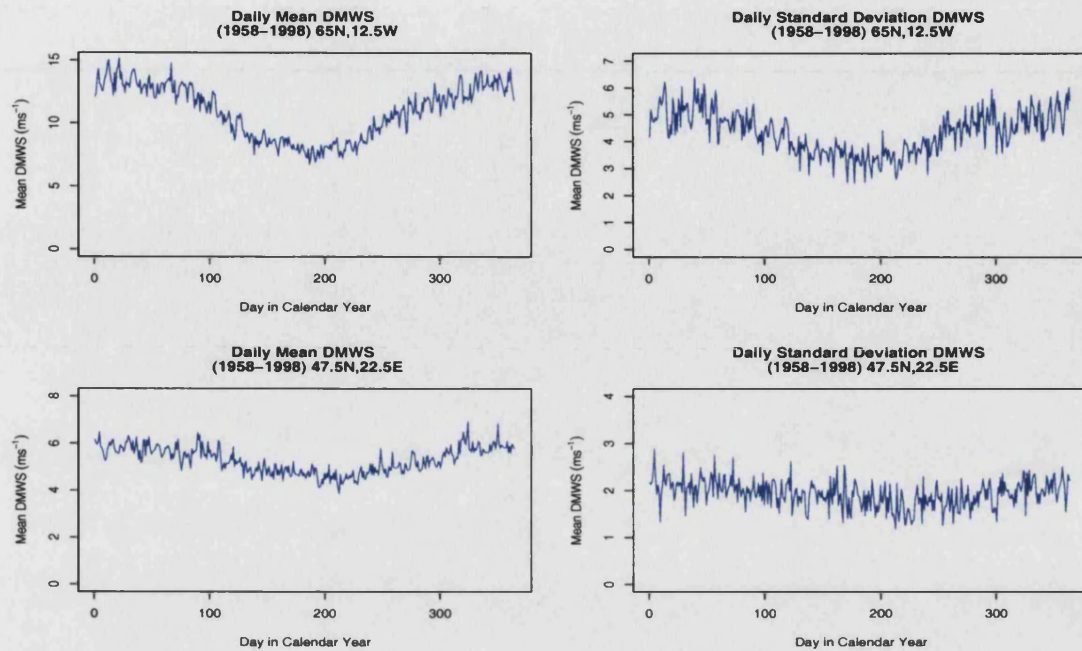 Daily Mean DMWS
(1958–1998) 65N,12.5W
Mean DMWS (ms⁻¹)
15
10
5
0
0 100 200 300
Day in Calendar Year
Daily Standard Deviation DMWS
(1958–1998) 65N,12.5W
Mean DMWS (ms⁻¹)
7
6
5
4
3
2
1
0
0 100 200 300
Day in Calendar Year
Daily Mean DMWS
(1958–1998) 47.5N,22.5E
Mean DMWS (ms⁻¹)
8
6
4
2
0
0 100 200 300
Day in Calendar Year
Daily Standard Deviation DMWS
(1958–1998) 47.5N,22.5E
Mean DMWS (ms⁻¹)
4
3
2
1
0
0 100 200 300
Day in Calendar Year